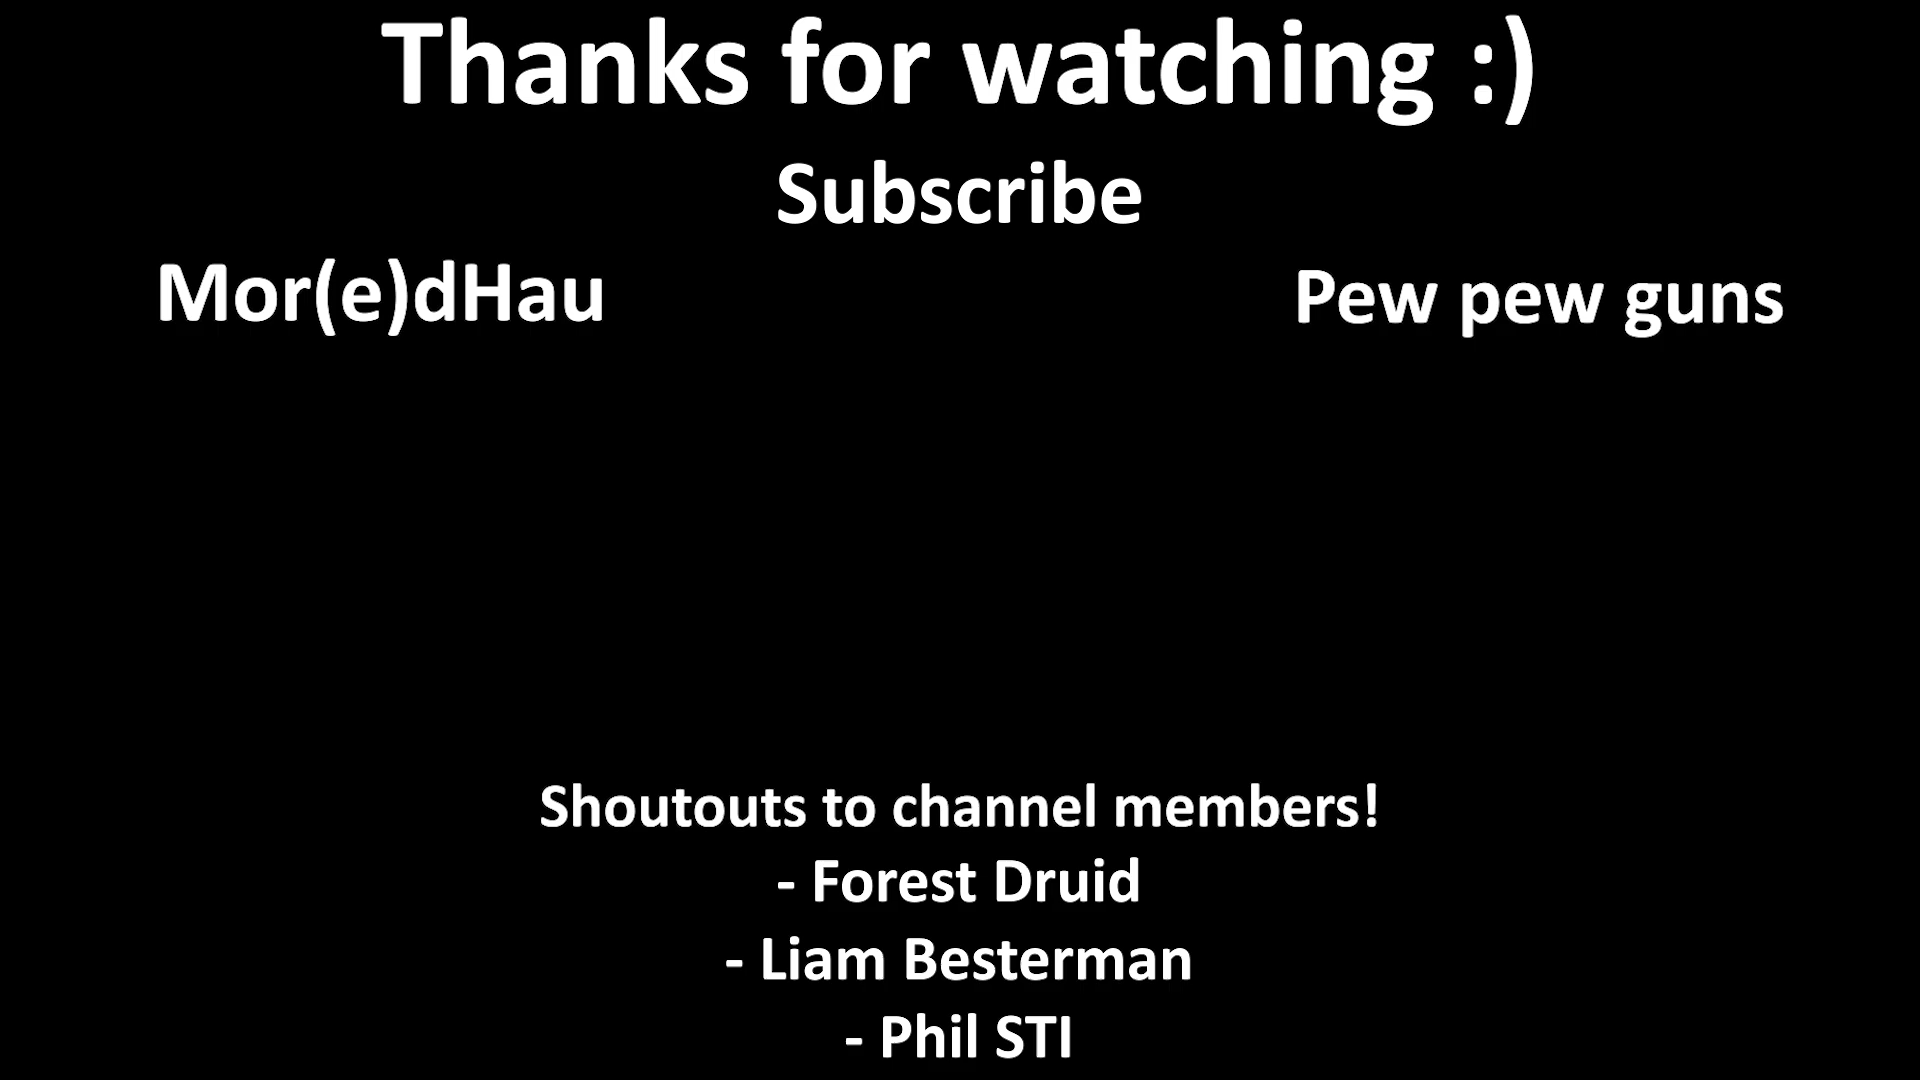 Thanks for watching :)
Subscribe
Mor(e)dHau
Pew pew guns
Shoutouts to channel members!
- Forest Druid
- Liam Besterman
- Phil STI